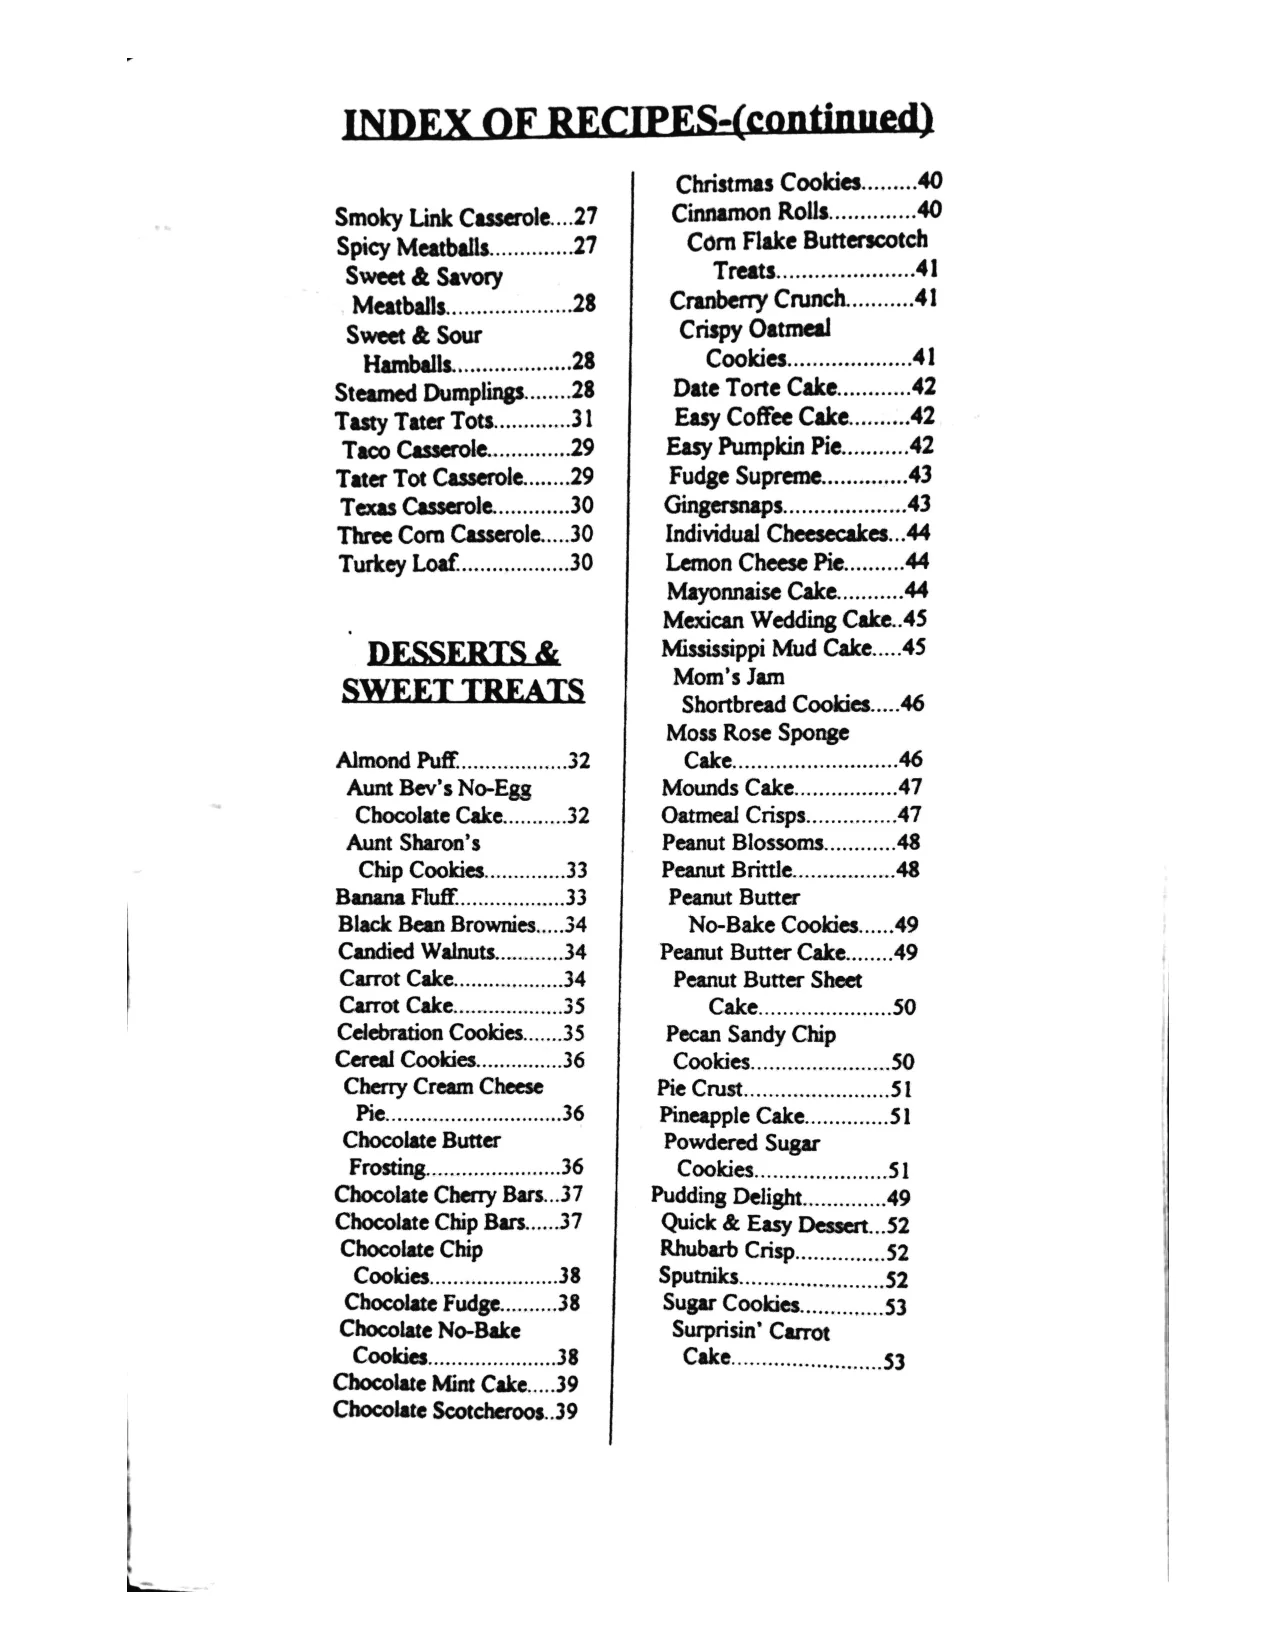 INDEX OF RECIPES-(continued)
Smoky Link Casserole....27
Spicy Meatballs..............27
Sweet & Savory
Meatballs.....................28
Sweet & Sour
Hamballs....................28
Steamed Dumplings........28
Tasty Tater Tots.............31
Taco Casserole..............29
Tater Tot Casserole........29
Texas Casserole.............30
Three Corn Casserole.....30
Turkey Loaf...................30
DESSERTS &
SWEET TREATS
Almond Puff...................32
Aunt Bev's No-Egg
Chocolate Cake...........32
Aunt Sharon's
Chip Cookies..............33
Banana Fluff...................33
Black Bean Brownies.....34
Candied Walnuts............34
Carrot Cake...................34
Carrot Cake...................35
Celebration Cookies.......35
Cereal Cookies...............36
Cherry Cream Cheese
Pie..............................36
Chocolate Butter
Frosting.......................36
Chocolate Cherry Bars...37
Chocolate Chip Bars......37
Chocolate Chip
Cookies......................38
Chocolate Fudge..........38
Chocolate No-Bake
Cookies......................38
Chocolate Mint Cake.....39
Chocolate Scotcheroos..39
Christmas Cookies.........40
Cinnamon Rolls..............40
Corn Flake Butterscotch
Treats......................41
Cranberry Crunch...........41
Crispy Oatmeal
Cookies....................41
Date Torte Cake............42
Easy Coffee Cake..........42
Easy Pumpkin Pie...........42
Fudge Supreme..............43
Gingersnaps....................43
Individual Cheesecakes...44
Lemon Cheese Pie..........44
Mayonnaise Cake...........44
Mexican Wedding Cake..45
Mississippi Mud Cake.....45
Mom's Jam
Shortbread Cookies.....46
Moss Rose Sponge
Cake...........................46
Mounds Cake.................47
Oatmeal Crisps...............47
Peanut Blossoms............48
Peanut Brittle.................48
Peanut Butter
No-Bake Cookies......49
Peanut Butter Cake........49
Peanut Butter Sheet
Cake......................50
Pecan Sandy Chip
Cookies.......................50
Pie Crust........................51
Pineapple Cake..............51
Powdered Sugar
Cookies......................51
Pudding Delight..............49
Quick & Easy Dessert...52
Rhubarb Crisp...............52
Sputniks........................52
Sugar Cookies..............53
Surprisin' Carrot
Cake.........................53